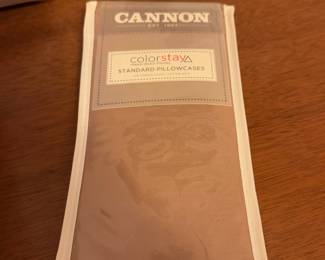 CANNON
EST. 1887
colorstay
STANDARD PILLOWCASES